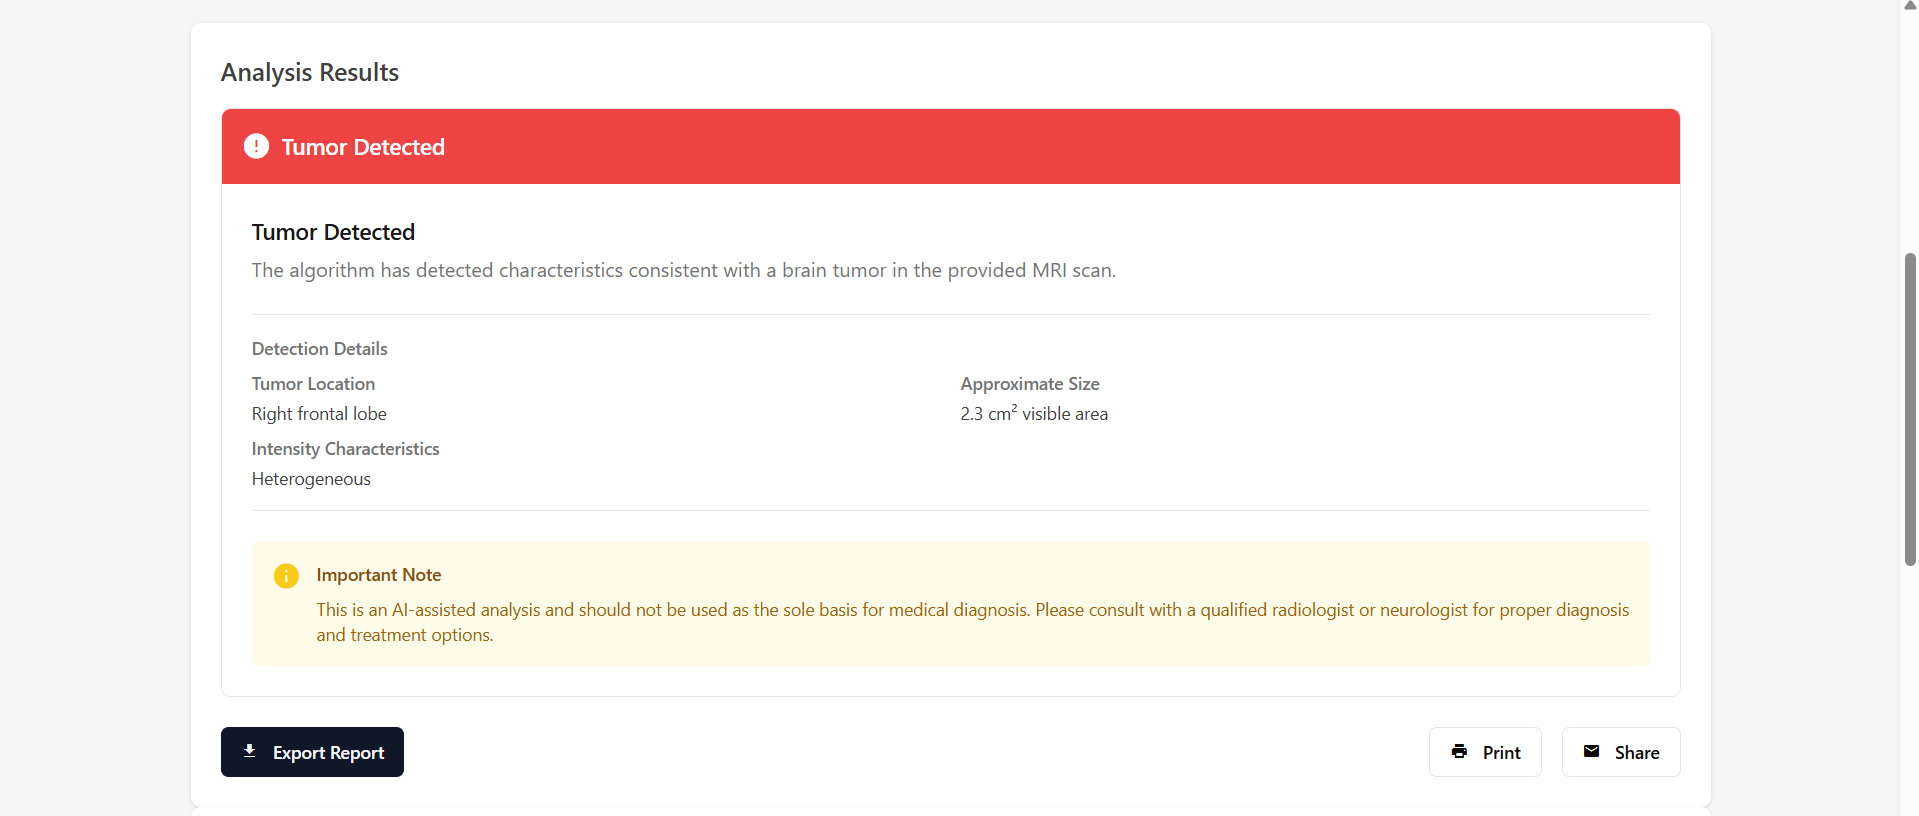 Analysis Results
! Tumor Detected
Tumor Detected
The algorithm has detected characteristics consistent with a brain tumor in the provided MRI scan.
Detection Details
Tumor Location
Right frontal lobe
Approximate Size
2.3 cm² visible area
Intensity Characteristics
Heterogeneous
i Important Note
This is an AI-assisted analysis and should not be used as the sole basis for medical diagnosis. Please consult with a qualified radiologist or neurologist for proper diagnosis
and treatment options.
Export Report
Print
Share